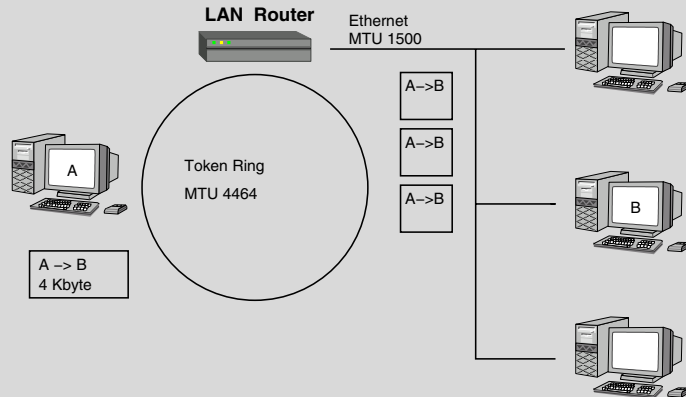 LAN Router
Ethernet
MTU 1500
A->B
A->B
A->B
Token Ring
MTU 4464
A
A -> B
4 Kbyte
B